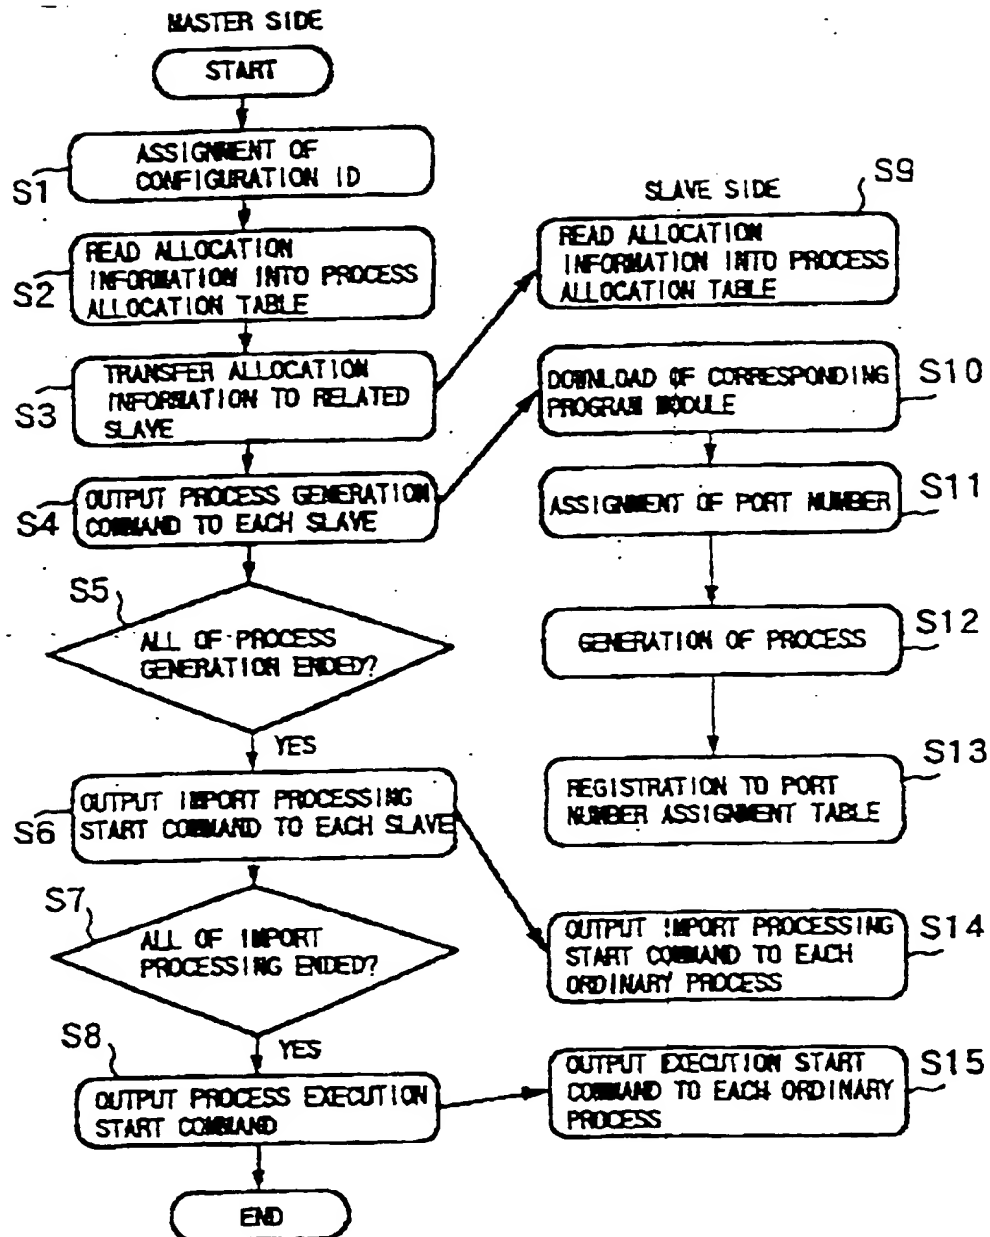 MASTER SIDE
START
S1
ASSIGNMENT OF
CONFIGURATION ID
S2
READ ALLOCATION
INFORMATION INTO PROCESS
ALLOCATION TABLE
S3
TRANSFER ALLOCATION
INFORMATION TO RELATED
SLAVE
S4
OUTPUT PROCESS GENERATION
COMMAND TO EACH SLAVE
S5
ALL OF PROCESS
GENERATION ENDED?
YES
S6
OUTPUT IMPORT PROCESSING
START COMMAND TO EACH SLAVE
S7
ALL OF IMPORT
PROCESSING ENDED?
YES
S8
OUTPUT PROCESS EXECUTION
START COMMAND
END
SLAVE SIDE
S9
READ ALLOCATION
INFORMATION INTO PROCESS
ALLOCATION TABLE
S10
DOWNLOAD OF CORRESPONDING
PROGRAM MODULE
S11
ASSIGNMENT OF PORT NUMBER
S12
GENERATION OF PROCESS
S13
REGISTRATION TO PORT
NUMBER ASSIGNMENT TABLE
S14
OUTPUT IMPORT PROCESSING
START COMMAND TO EACH
ORDINARY PROCESS
S15
OUTPUT EXECUTION START
COMMAND TO EACH ORDINARY
PROCESS